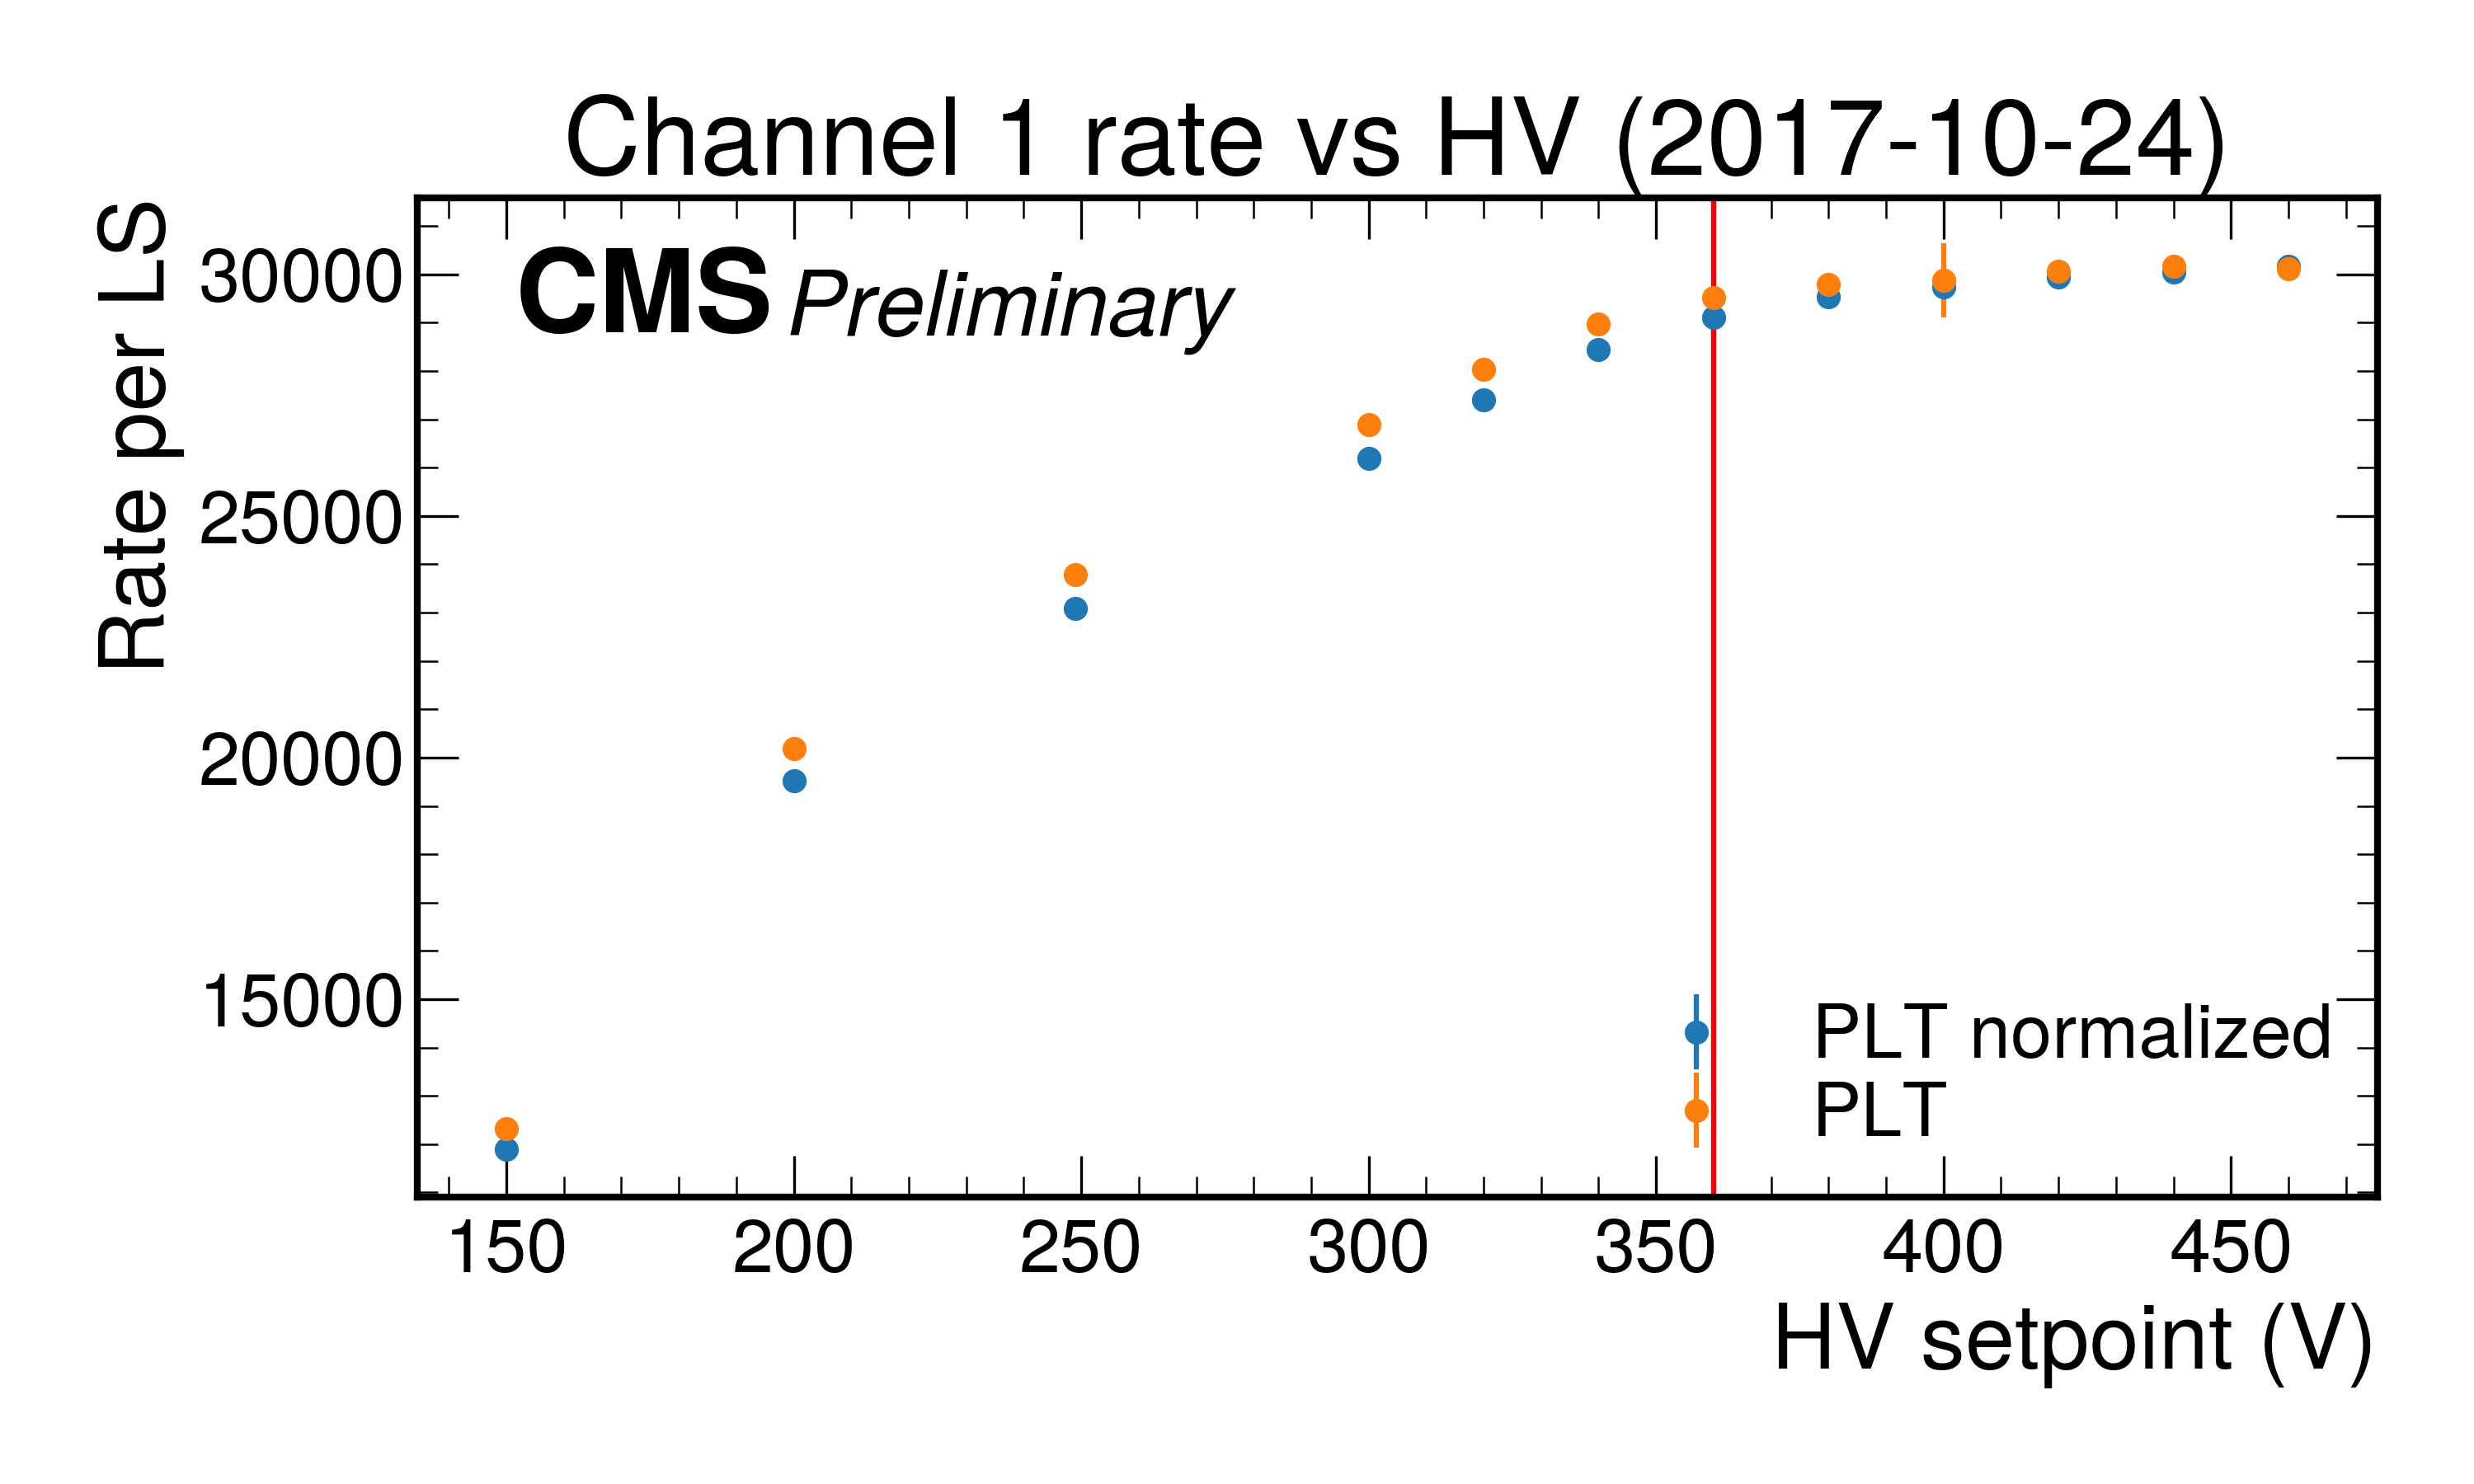 Channel 1 rate vs HV (2017-10-24)
CMS Preliminary
Rate per LS
30000
25000
20000
15000
PLT normalized
PLT
150 200 250 300 350 400 450
HV setpoint (V)